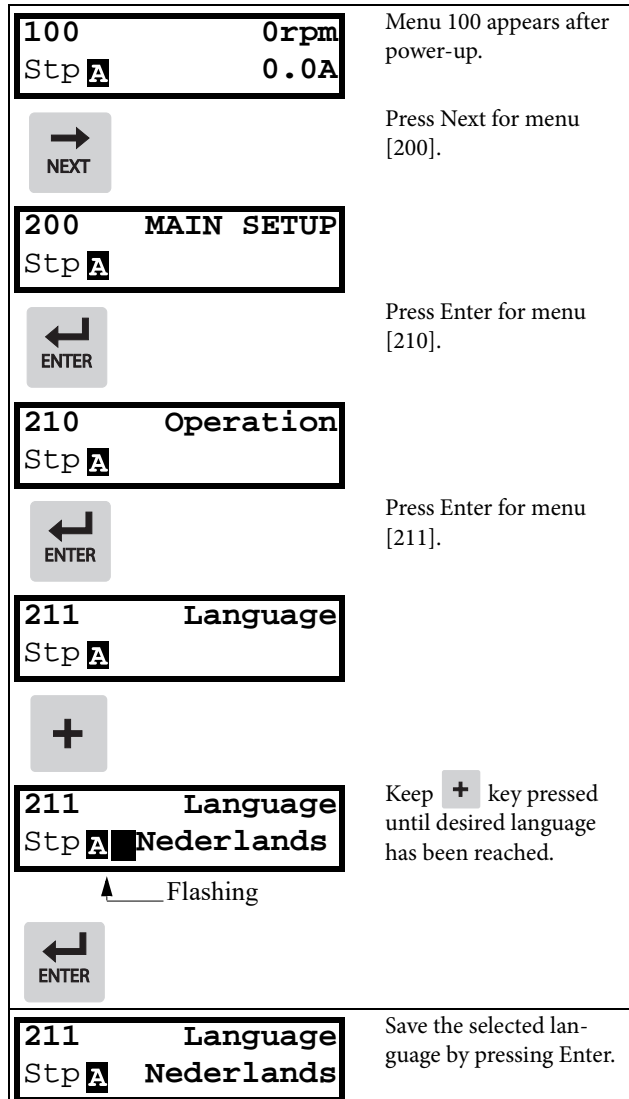 100 0rpm
Stp A 0.0A
Menu 100 appears after
power-up.
NEXT
Press Next for menu
[200].
200 MAIN SETUP
Stp A
ENTER
Press Enter for menu
[210].
210 Operation
Stp A
ENTER
Press Enter for menu
[211].
211 Language
Stp A
+
211 Language
Stp A Nederlands
Flashing
Keep + key pressed
until desired language
has been reached.
ENTER
211 Language
Stp A Nederlands
Save the selected lan-
guage by pressing Enter.